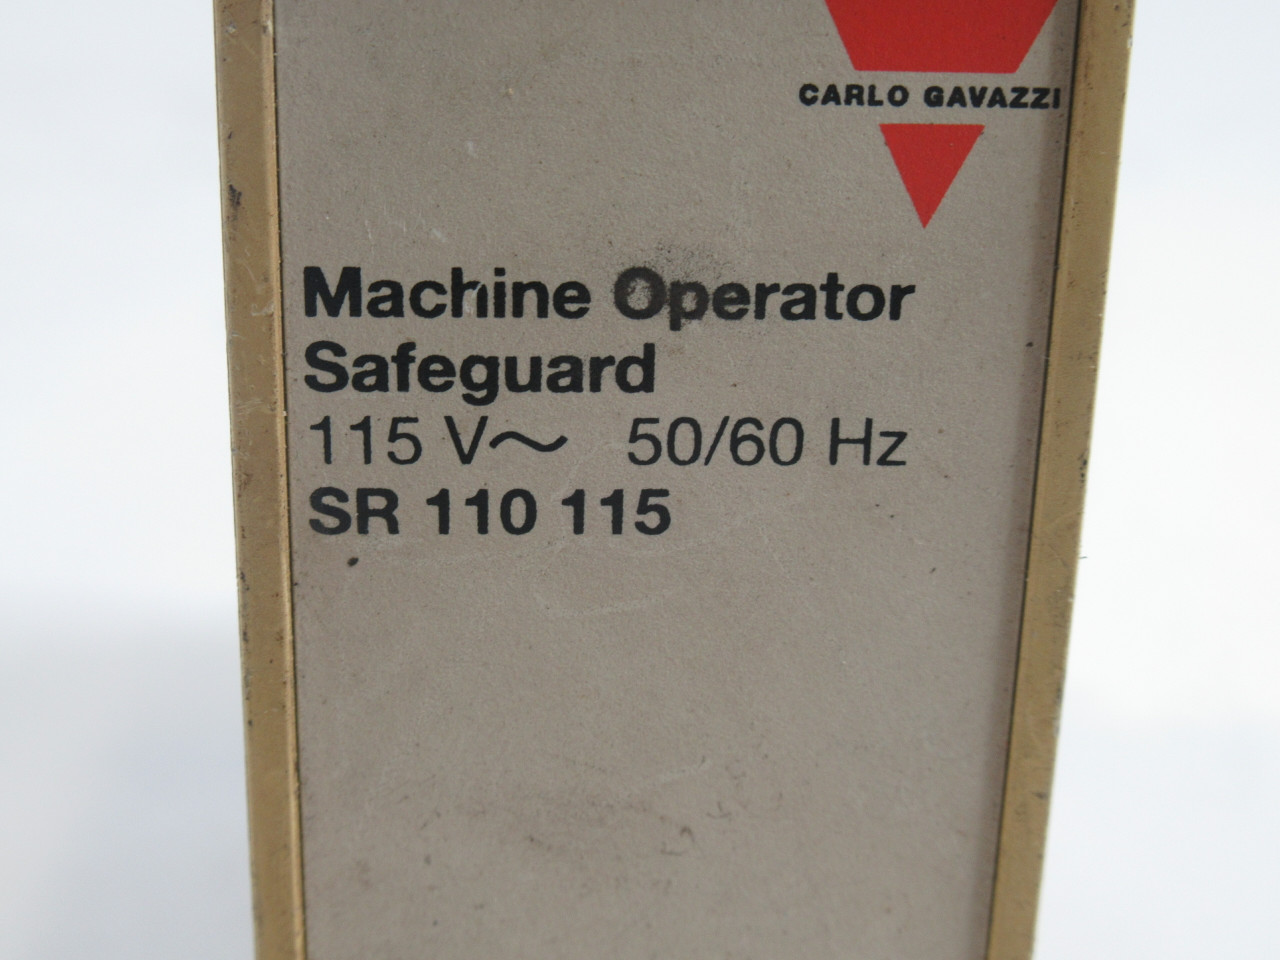 CARLO GAVAZZI
Machine Operator
Safeguard
115 V~ 50/60 Hz
SR 110 115